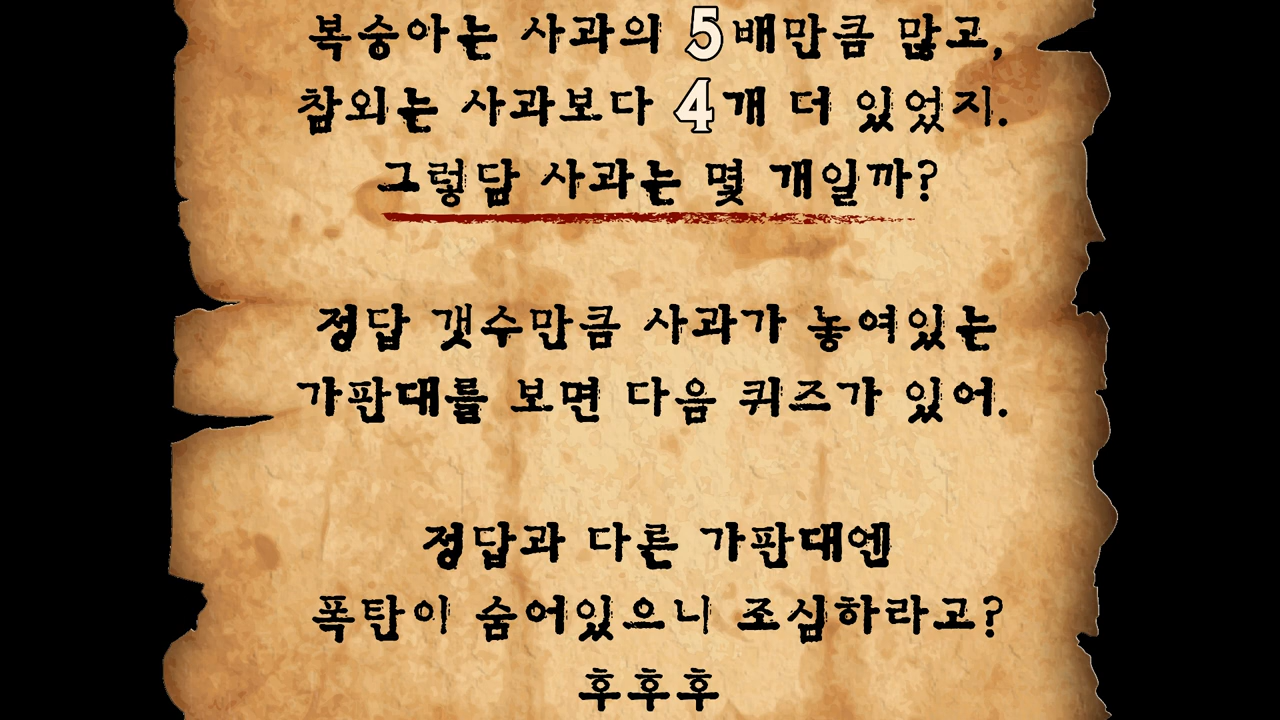 복숭아는 사과의 5배만큼 많고,
참외는 사과보다 4개 더 있었지.
그렇담 사과는 몇 개일까?
정답 갯수만큼 사과가 놓여있는
가판대를 보면 다음 퀴즈가 있어.
정답과 다른 가판대엔
폭탄이 숨어있으니 조심하라고?
후후후